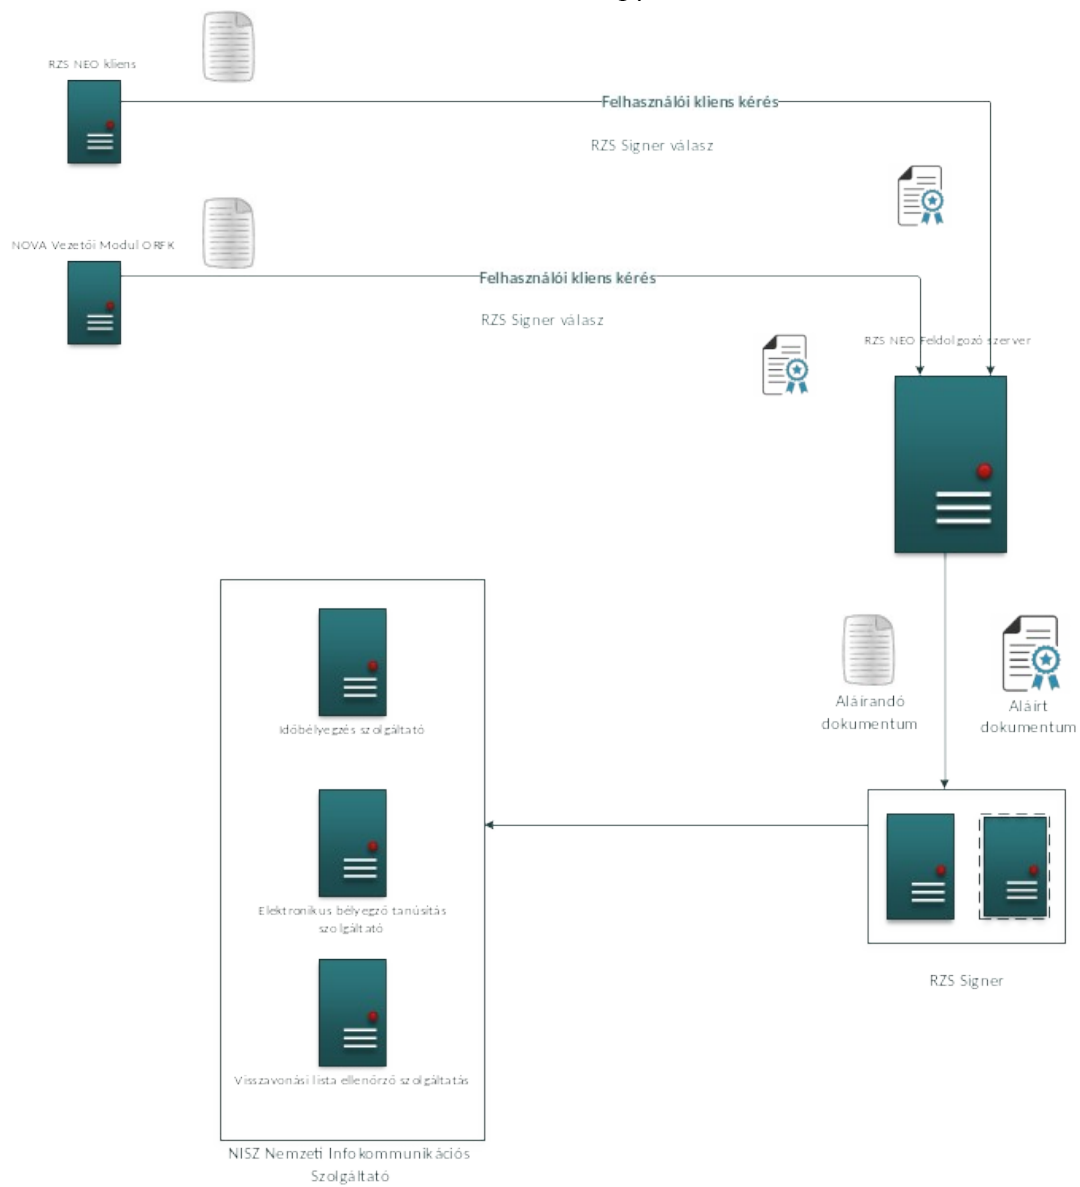 RZS NEO kliens
Felhasználói kliens kérés
RZS Signer válasz
NOVA Vezetői Modul ORFK
Felhasználói kliens kérés
RZS Signer válasz
RZS NEO Feldolgozó szerver
Aláírandó
dokumentum
Aláírt
dokumentum
Időbélyegzés szolgáltató
Elektronikus bélyegző tanúsítás
szolgáltató
Visszavonási lista ellenőrző szolgáltatás
RZS Signer
NISZ Nemzeti Infokommunikációs
Szolgáltató